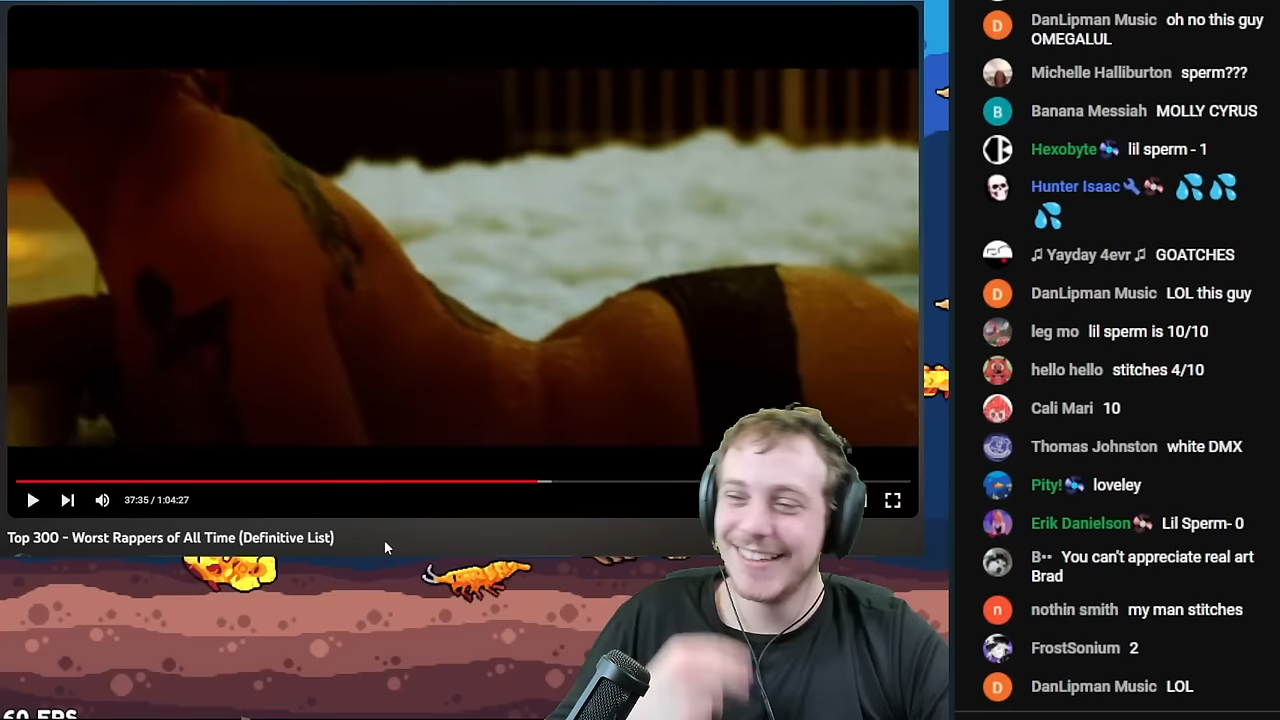 37:35 / 1:04:27
Top 300 - Worst Rappers of All Time (Definitive List)
60 FPS
DanLipman Music oh no this guy
OMEGALUL
Michelle Halliburton sperm???
Banana Messiah MOLLY CYRUS
Hexobyte lil sperm - 1
Hunter Isaac 💦 💦
💦
♫ Yayday 4evr ♫ GOATCHES
DanLipman Music LOL this guy
leg mo lil sperm is 10/10
hello hello stitches 4/10
Cali Mari 10
Thomas Johnston white DMX
Pity! loveley
Erik Danielson Lil Sperm- 0
B•• You can't appreciate real art
Brad
nothin smith my man stitches
FrostSonium 2
DanLipman Music LOL
D
B
D
n
D